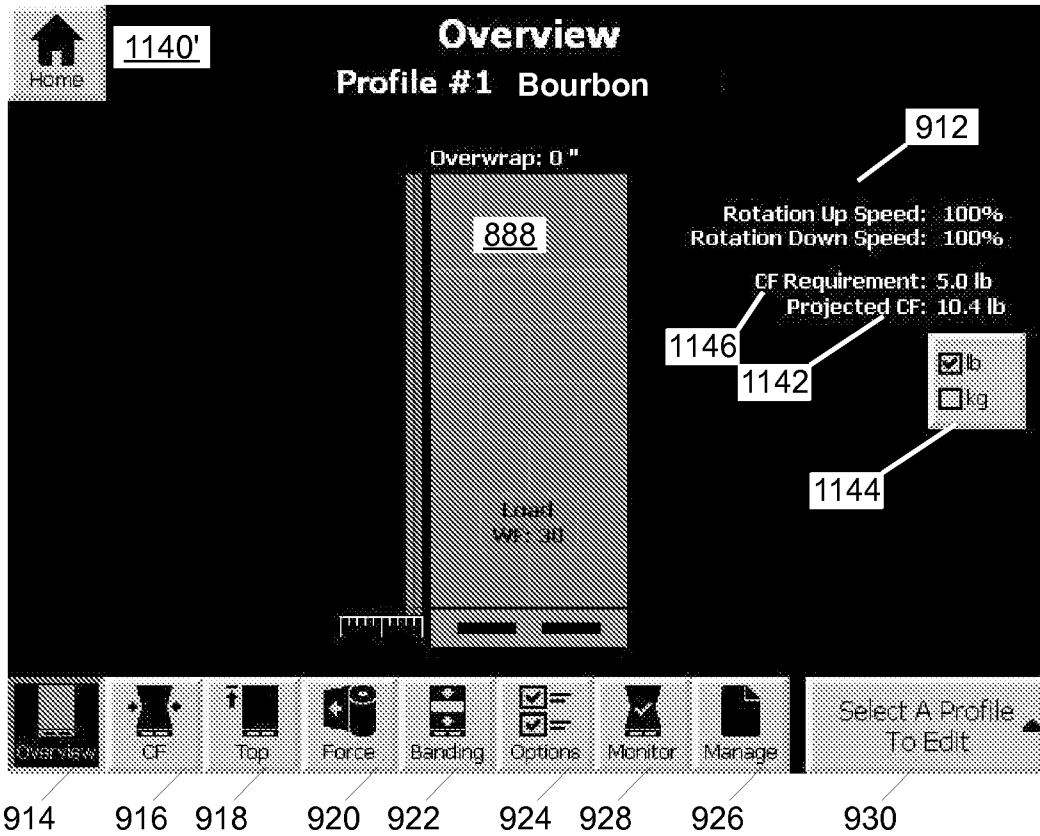 Home
1140'
Overview
Profile #1 Bourbon
912
Overwrap: 0 "
888
Rotation Up Speed: 100%
Rotation Down Speed: 100%
CF Requirement: 5.0 lb
Projected CF: 10.4 lb
1146
1142
lb
kg
1144
Load
WF: 30
Overview
CF
Top
Force
Banding
Options
Monitor
Manage
Select A Profile
To Edit
914 916 918 920 922 924 928 926 930